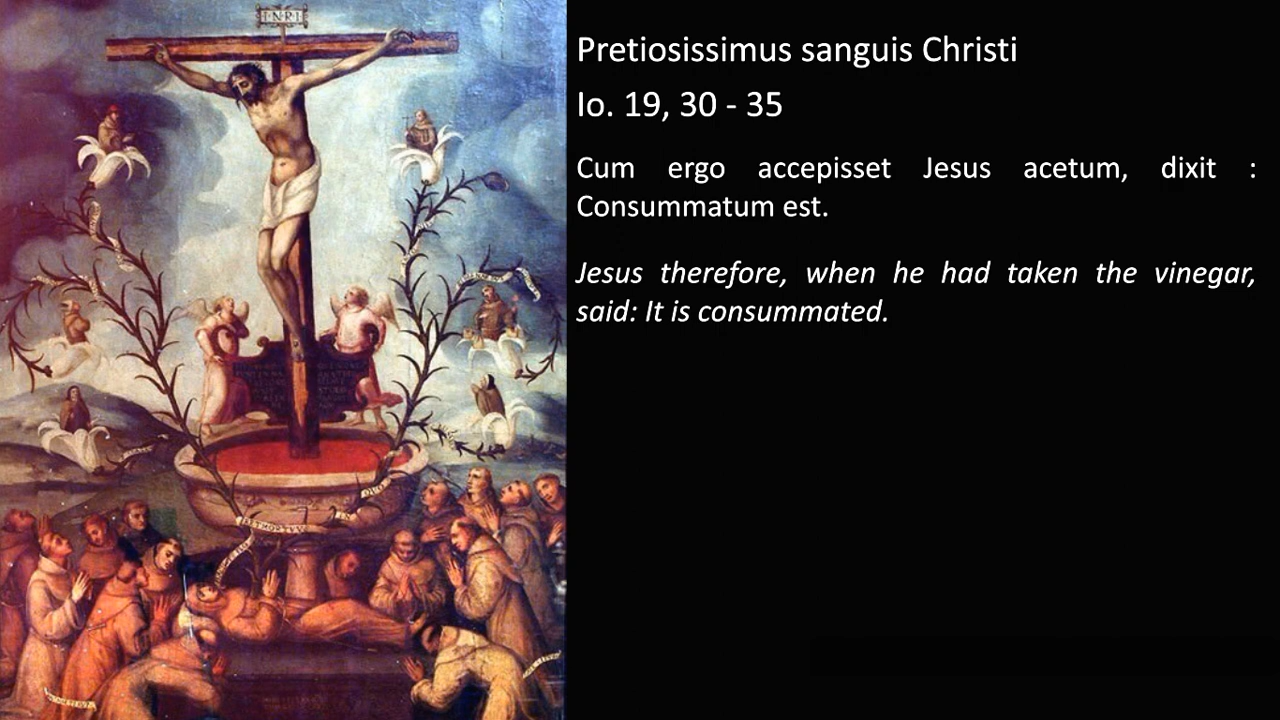 INRI
Pretiosissimus sanguis Christi
Io. 19, 30 - 35
Cum ergo accepisset Jesus acetum, dixit :
Consummatum est.
Jesus therefore, when he had taken the vinegar,
said: It is consummated.